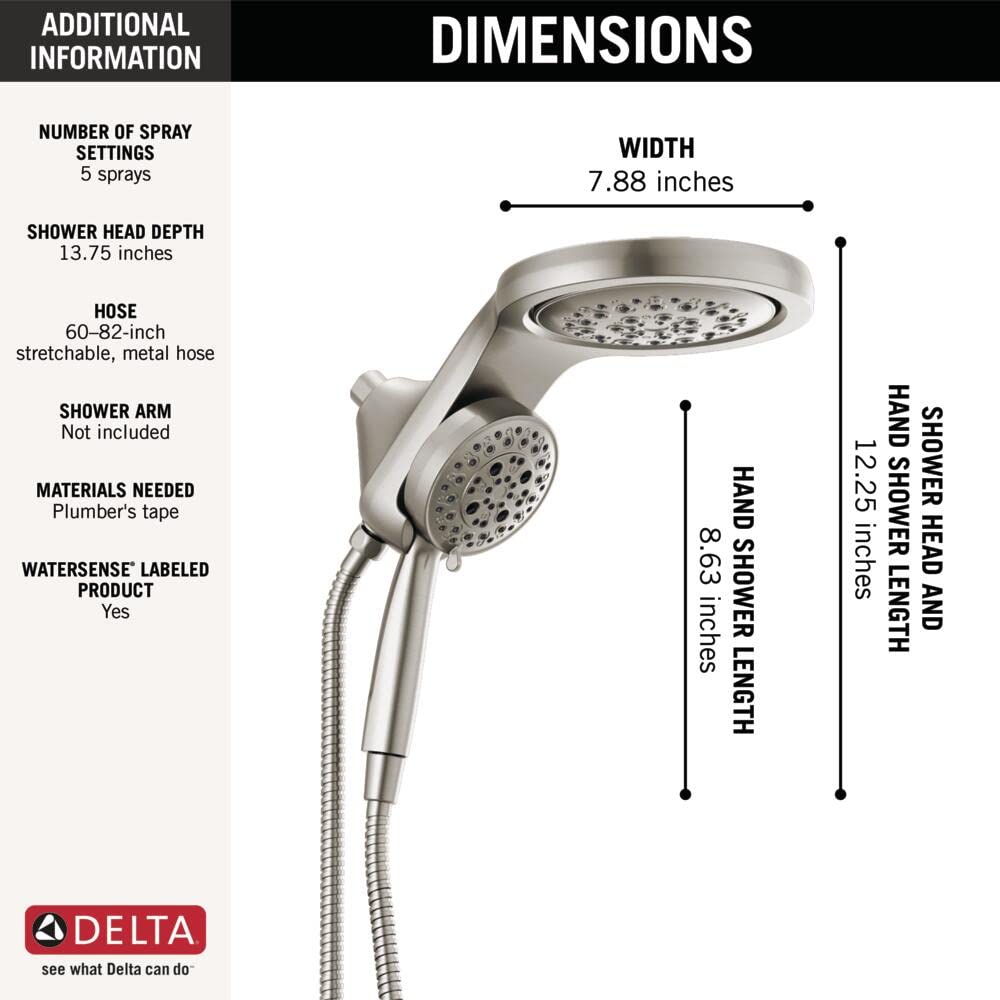 ADDITIONAL
INFORMATION
DIMENSIONS
NUMBER OF SPRAY
SETTINGS
5 sprays
SHOWER HEAD DEPTH
13.75 inches
HOSE
60–82-inch
stretchable, metal hose
SHOWER ARM
Not included
MATERIALS NEEDED
Plumber's tape
WATERSENSE® LABELED
PRODUCT
Yes
WIDTH
7.88 inches
HAND SHOWER LENGTH
8.63 inches
SHOWER HEAD AND
HAND SHOWER LENGTH
12.25 inches
DELTA
see what Delta can do™